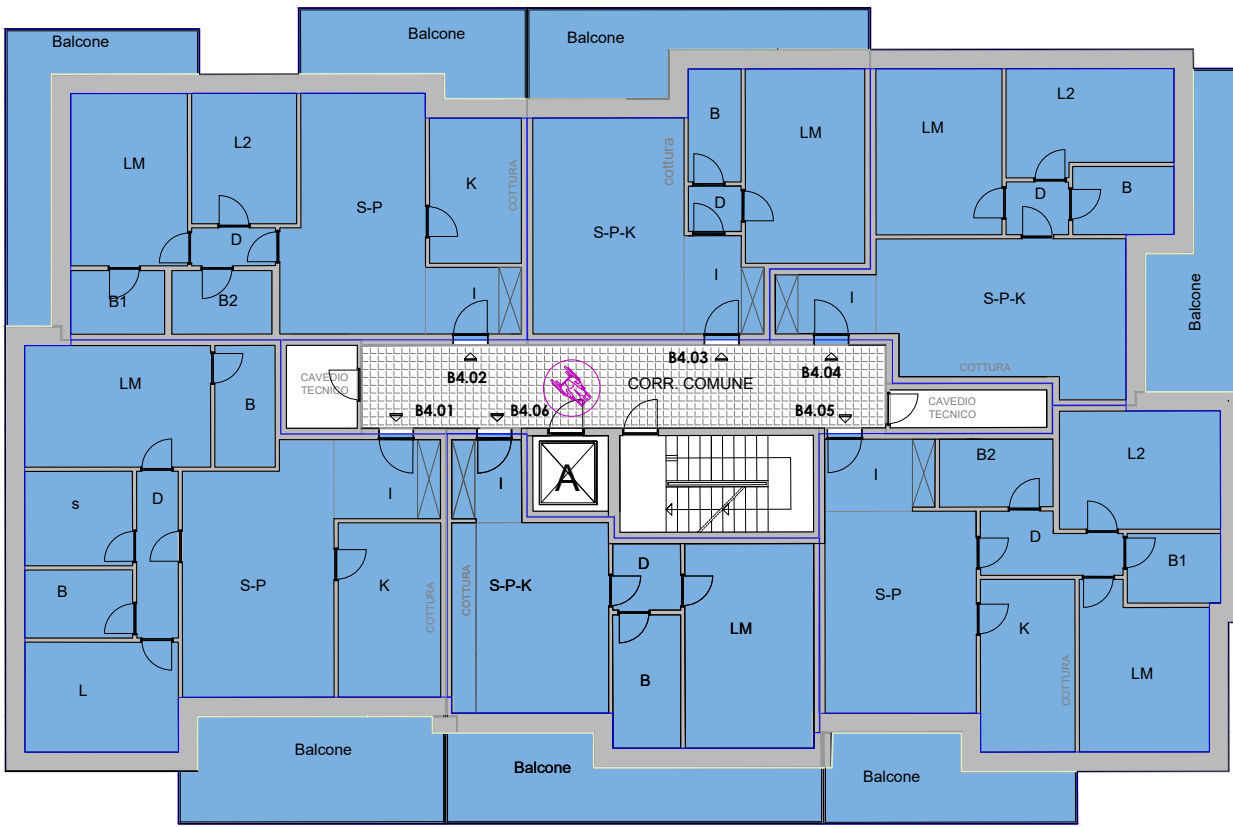 Balcone
Balcone
Balcone
LM
L2
S-P
K
COTTURA
D
B1
B2
I
S-P-K
cottura
B
LM
D
I
LM
L2
D
B
I
S-P-K
COTTURA
Balcone
CAVEDIO
TECNICO
B4.02
B4.03
B4.04
CORR. COMUNE
B4.01
B4.06
B4.05
CAVEDIO
TECNICO
LM
B
s
D
B
L
S-P
I
K
COTTURA
I
A
COTTURA
S-P-K
D
B
LM
I
B2
L2
D
B1
S-P
K
COTTURA
LM
Balcone
Balcone
Balcone